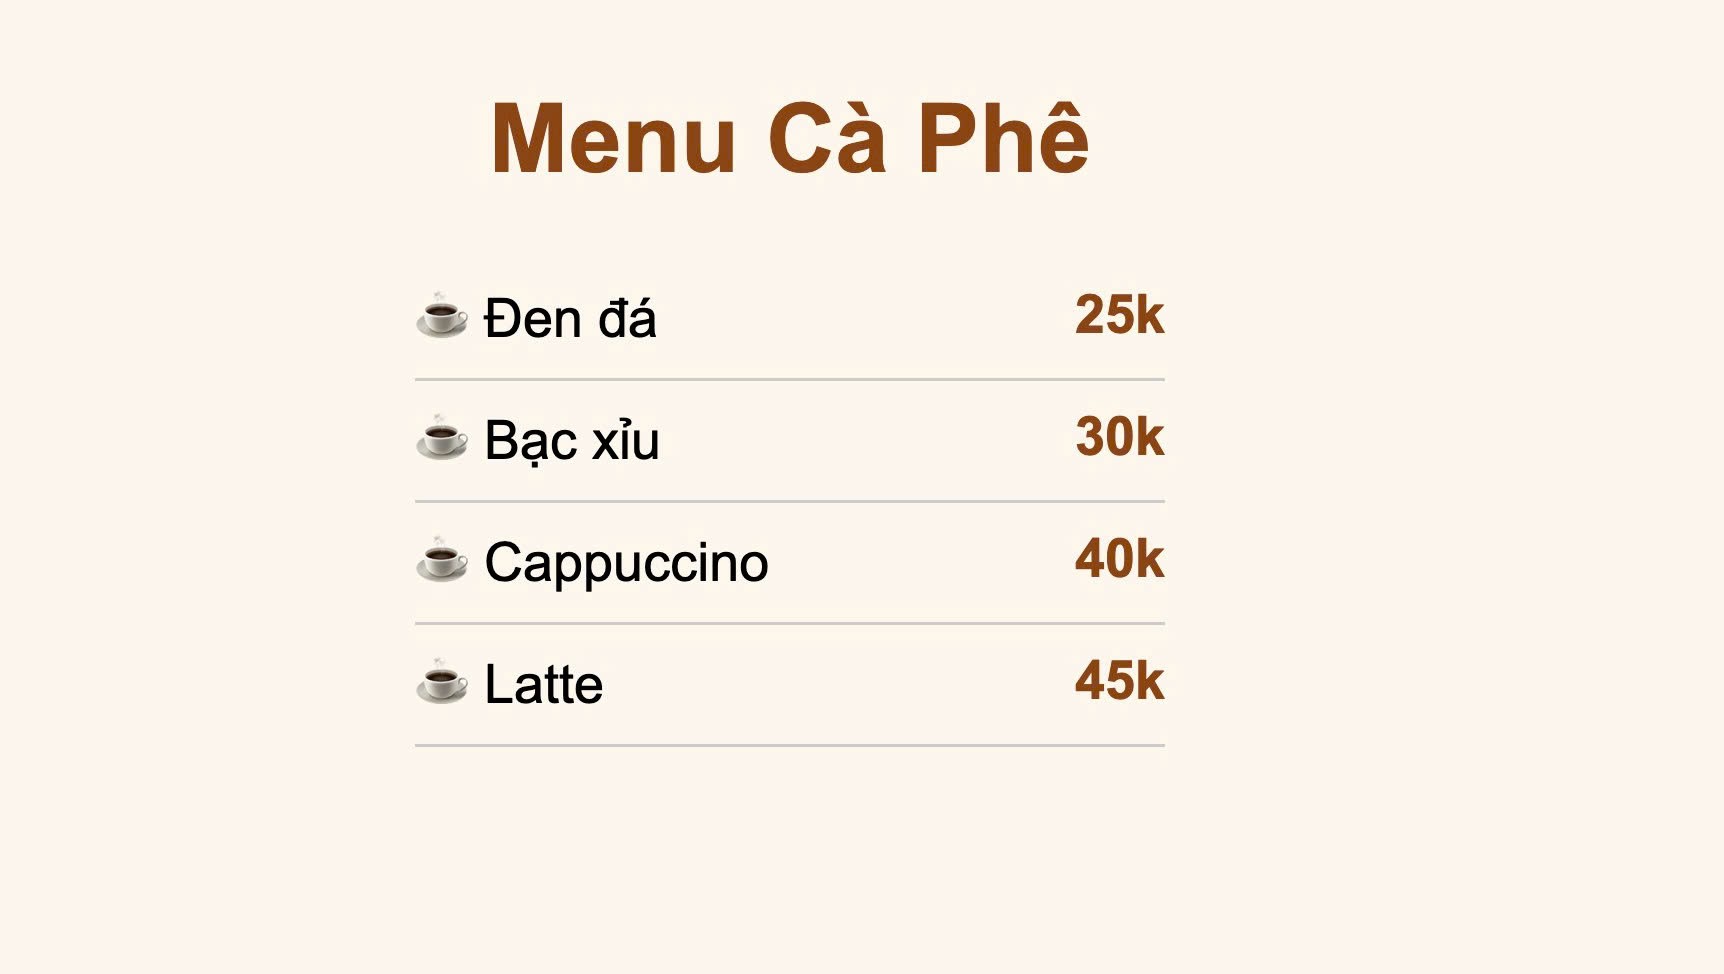 Menu Cà Phê
Đen đá 25k
Bạc xỉu 30k
Cappuccino 40k
Latte 45k